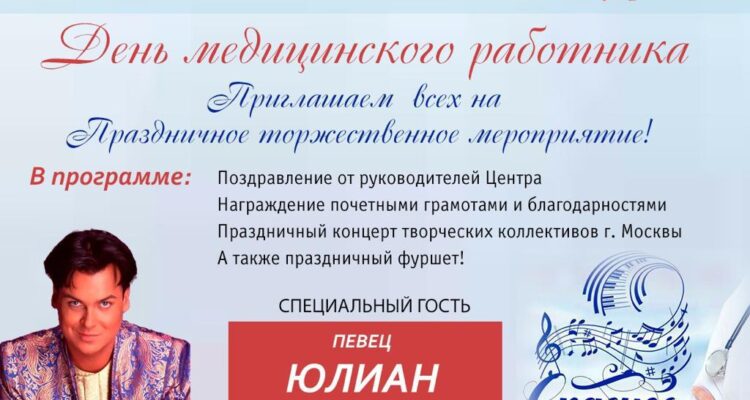 День медицинского работника
Приглашаем всех на
Праздничное торжественное мероприятие!
В программе:
Поздравление от руководителей Центра
Награждение почетными грамотами и благодарностями
Праздничный концерт творческих коллективов г. Москвы
А также праздничный фуршет!
СПЕЦИАЛЬНЫЙ ГОСТЬ
ПЕВЕЦ
ЮЛИАН